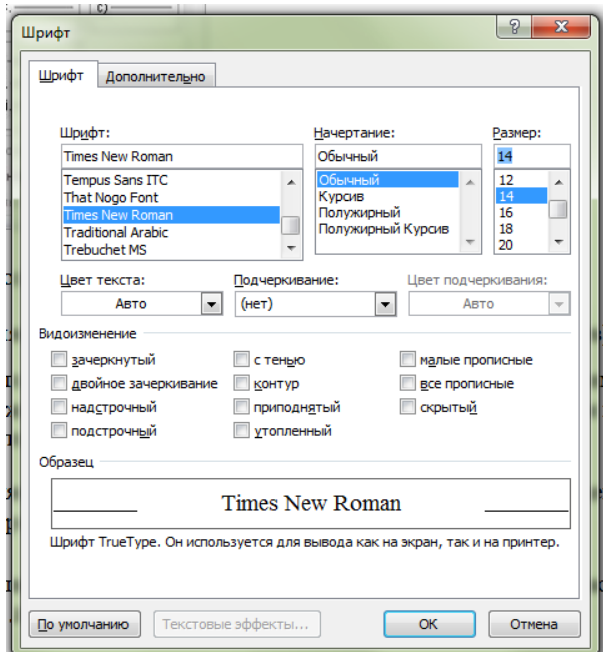 с)
Шрифт
Шрифт Дополнительно
Шрифт: Начертание: Размер:
Times New Roman Обычный 14
Tempus Sans ITC Обычный 12
That Nogo Font Курсив 14
Times New Roman Полужирный 16
Traditional Arabic Полужирный Курсив 18
Trebuchet MS 20
Цвет текста: Подчеркивание: Цвет подчеркивания:
Авто (нет) Авто
Видоизменение
зачеркнутый с тенью малые прописные
двойное зачеркивание контур все прописные
надстрочный приподнятый скрытый
подстрочный утопленный
Образец
Times New Roman
Шрифт TrueType. Он используется для вывода как на экран, так и на принтер.
По умолчанию Текстовые эффекты... ОК Отмена